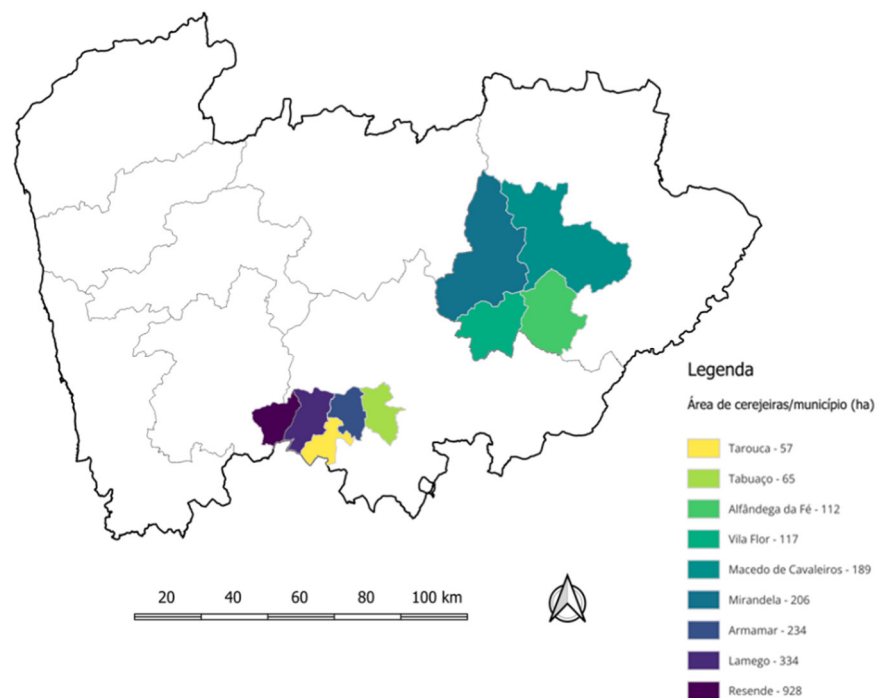 Legenda
Área de cerejeiras/município (ha)
Tarouca - 57
Tabuaço - 65
Alfândega da Fé - 112
Vila Flor - 117
Macedo de Cavaleiros - 189
Mirandela - 206
Armamar - 234
Lamego - 334
Resende - 928
20 40 60 80 100 km